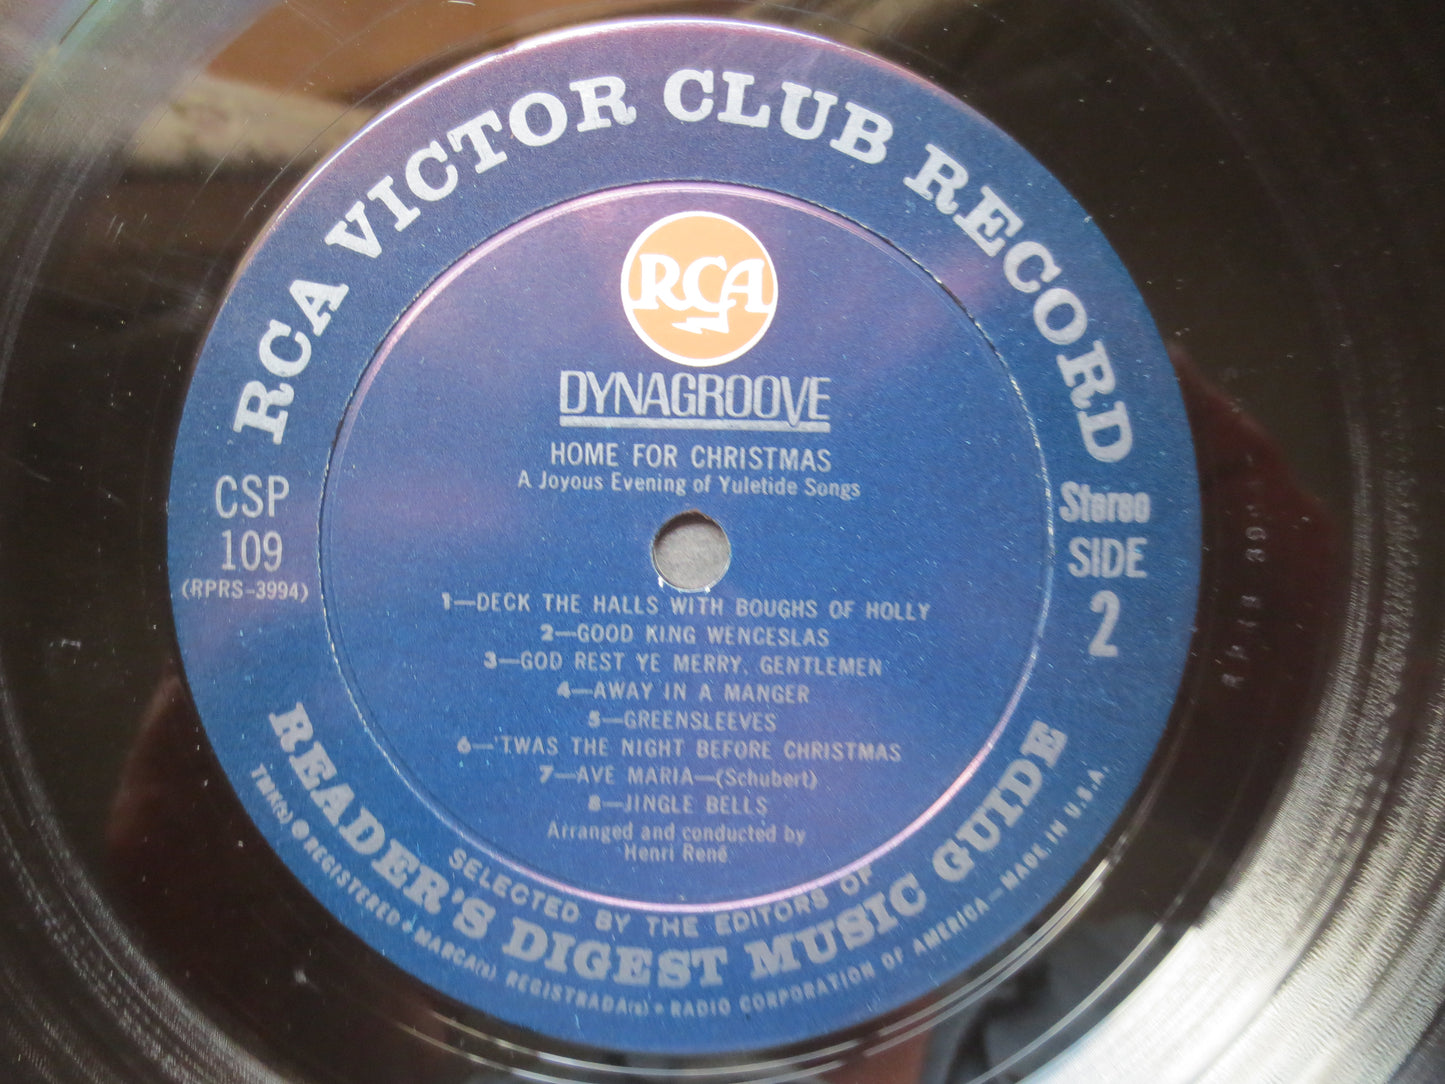 RCA VICTOR CLUB RECORD
RCA
DYNAGROOVE
HOME FOR CHRISTMAS
A Joyous Evening of Yuletide Songs
CSP
109
(RPRS-3994)
Stereo
SIDE
2
1—DECK THE HALLS WITH BOUGHS OF HOLLY
2—GOOD KING WENCESLAS
3—GOD REST YE MERRY, GENTLEMEN
4—AWAY IN A MANGER
5—GREENSLEEVES
6—'TWAS THE NIGHT BEFORE CHRISTMAS
7—AVE MARIA—(Schubert)
8—JINGLE BELLS
Arranged and conducted by
Henri René
SELECTED BY THE EDITORS OF
READER'S DIGEST MUSIC GUIDE
TMK(s) ® REGISTERED • MARCA(s) REGISTRADA(s) • RADIO CORPORATION OF AMERICA—MADE IN U.S.A.